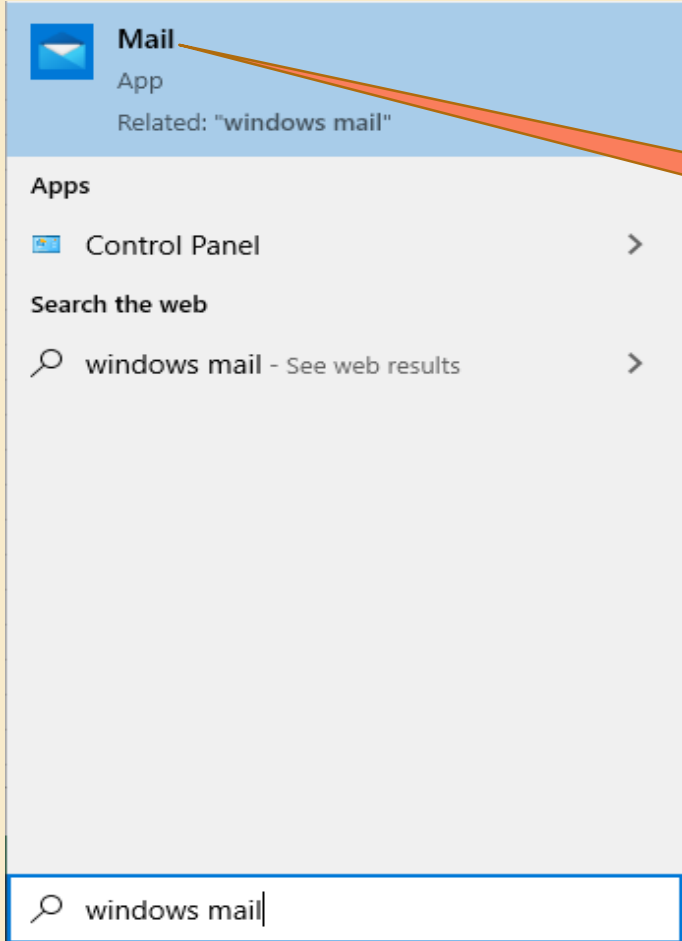 Mail
App
Related: "windows mail"
Apps
Control Panel
Search the web
windows mail - See web results
windows mail